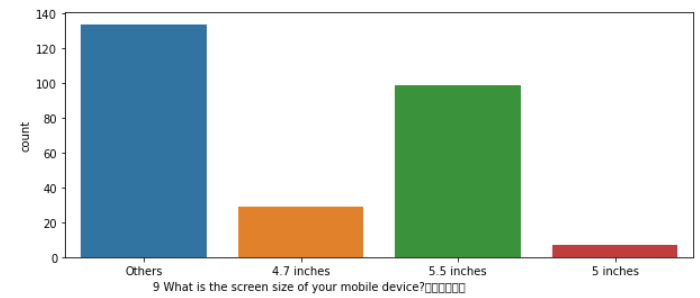 140
120
100
80
60
40
20
0
count
Others 4.7 inches 5.5 inches 5 inches
9 What is the screen size of your mobile device?